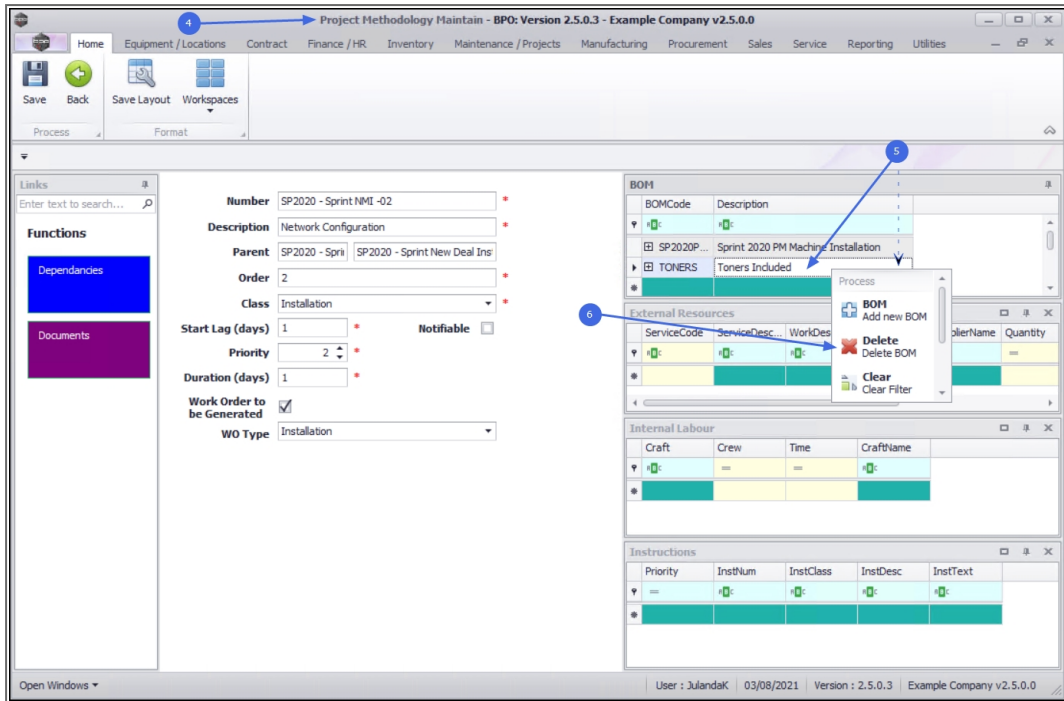 4
Project Methodology Maintain - BPO: Version 2.5.0.3 - Example Company v2.5.0.0
Home Equipment / Locations Contract Finance / HR Inventory Maintenance / Projects Manufacturing Procurement Sales Service Reporting Utilities
Save Back Save Layout Workspaces
Process Format
5
Links
Enter text to search...
Functions
Dependancies
Documents
Number SP2020 - Sprint NMI -02 *
Description Network Configuration *
Parent SP2020 - Spri SP2020 - Sprint New Deal Ins
Order 2 *
Class Installation *
Start Lag (days) 1 * Notifiable
Priority 2 *
Duration (days) 1 *
Work Order to
be Generated
WO Type Installation
BOM
BOMCode Description
SP2020P... Sprint 2020 PM Machine Installation
TONERS Toners Included
Process
BOM
Add new BOM
6
Delete
Delete BOM
Clear
Clear Filter
External Resources
ServiceCode ServiceDesc... WorkDes plierName Quantity
Internal Labour
Craft Crew Time CraftName
Instructions
Priority InstNum InstClass InstDesc InstText
Open Windows User : JulandaK 03/08/2021 Version : 2.5.0.3 Example Company v2.5.0.0